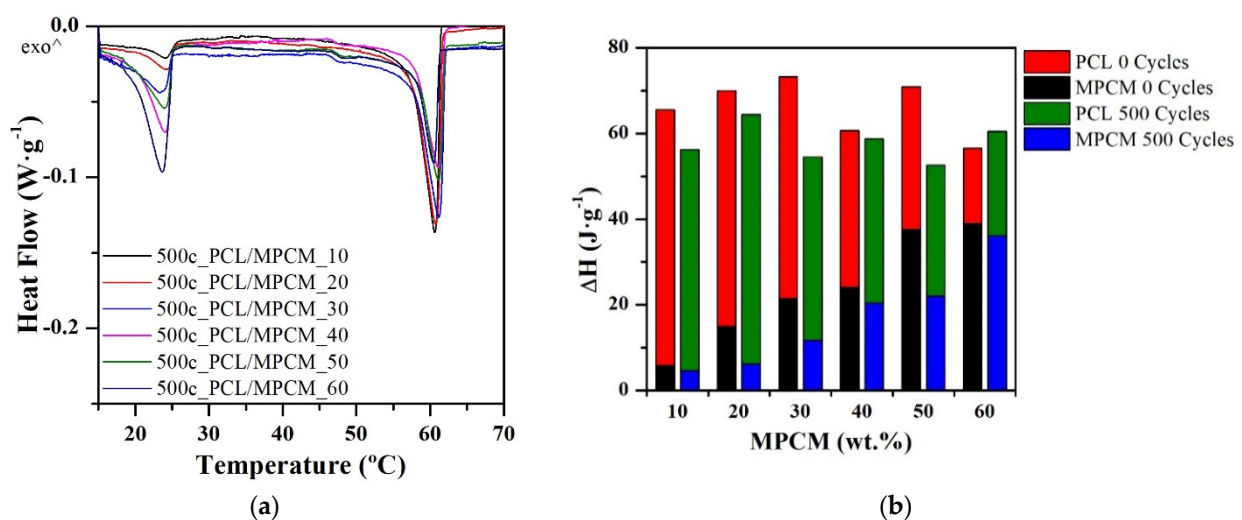 exo^
0.0
-0.1
-0.2
Heat Flow (W·g⁻¹)
500c_PCL/MPCM_10
500c_PCL/MPCM_20
500c_PCL/MPCM_30
500c_PCL/MPCM_40
500c_PCL/MPCM_50
500c_PCL/MPCM_60
20 30 40 50 60 70
Temperature (ºC)
(a)
80
60
40
20
0
ΔH (J·g⁻¹)
PCL 0 Cycles
MPCM 0 Cycles
PCL 500 Cycles
MPCM 500 Cycles
10 20 30 40 50 60
MPCM (wt.%)
(b)